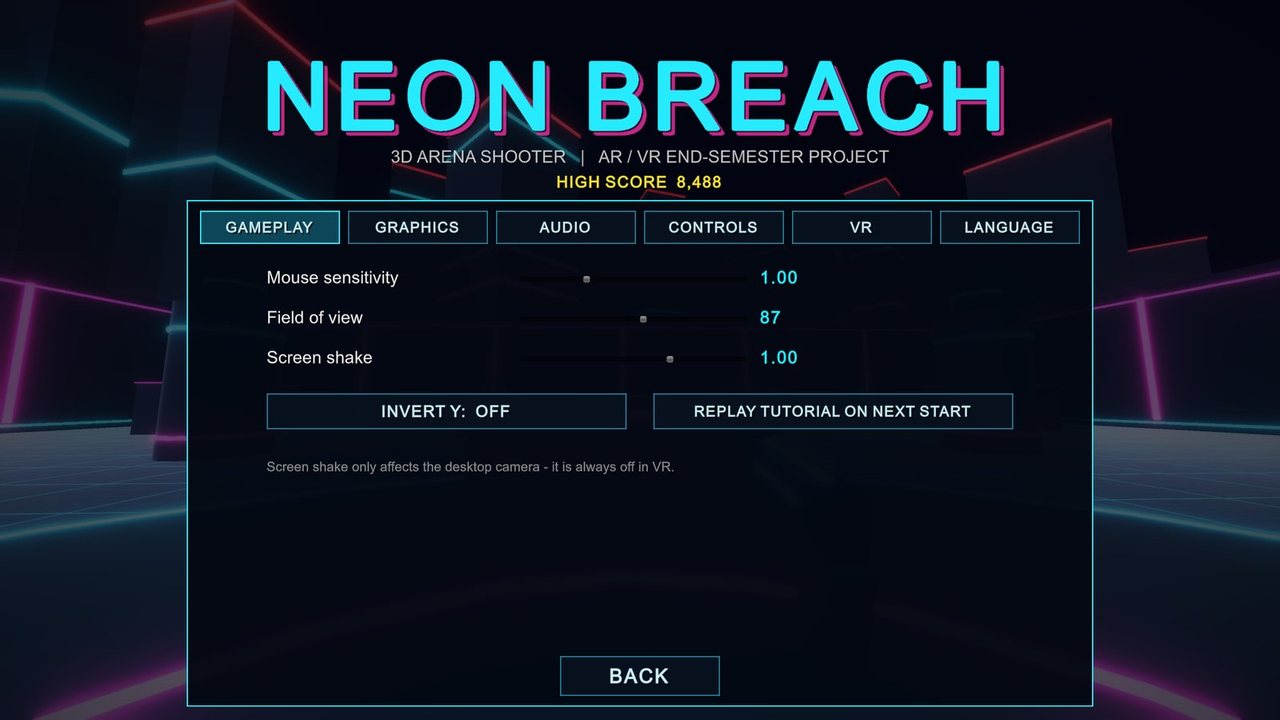 NEON BREACH
3D ARENA SHOOTER | AR / VR END-SEMESTER PROJECT
HIGH SCORE 8,488
GAMEPLAY GRAPHICS AUDIO CONTROLS VR LANGUAGE
Mouse sensitivity 1.00
Field of view 87
Screen shake 1.00
INVERT Y: OFF REPLAY TUTORIAL ON NEXT START
Screen shake only affects the desktop camera - it is always off in VR.
BACK